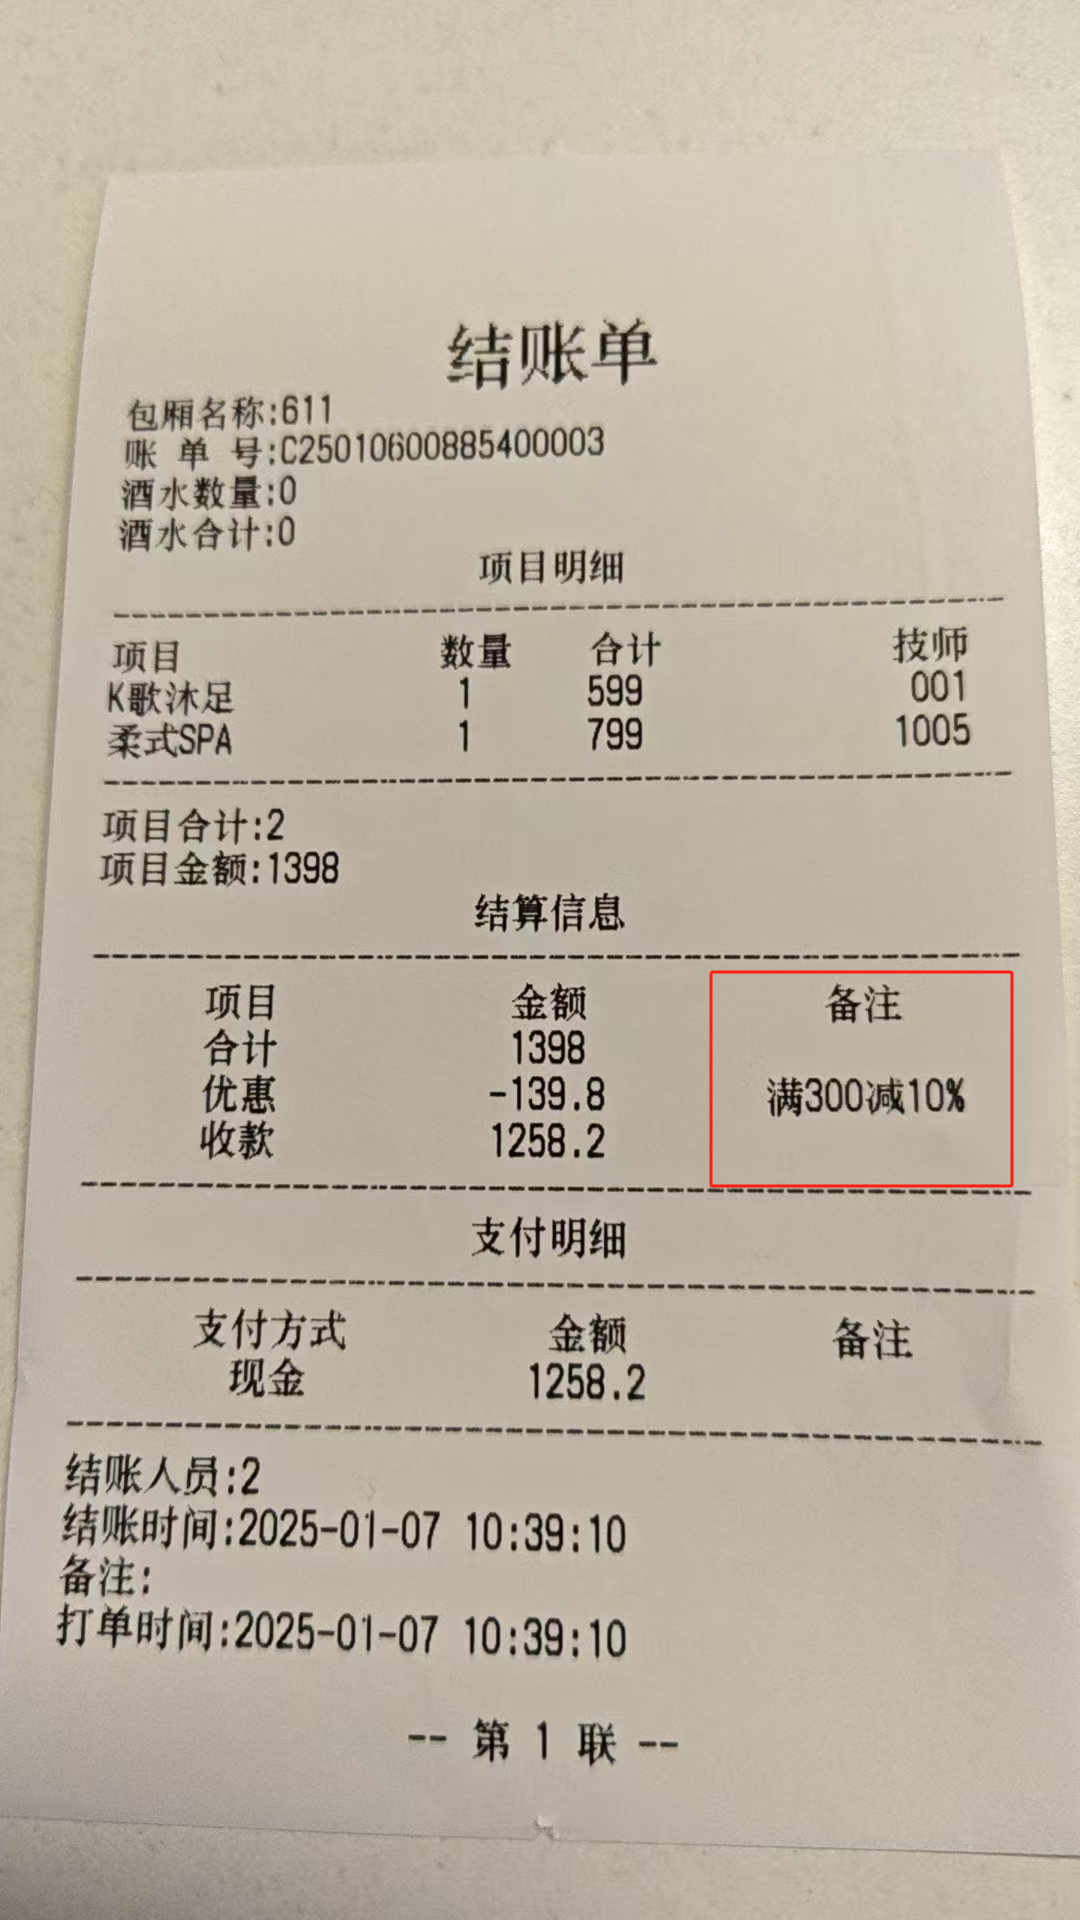 结账单
包厢名称:611
账 单 号:C25010600885400003
酒水数量:0
酒水合计:0
项目明细
项目 数量 合计 技师
K歌沐足 1 599 001
柔式SPA 1 799 1005
项目合计:2
项目金额:1398
结算信息
项目 金额 备注
合计 1398
优惠 -139.8 满300减10%
收款 1258.2
支付明细
支付方式 金额 备注
现金 1258.2
结账人员:2
结账时间:2025-01-07 10:39:10
备注:
打单时间:2025-01-07 10:39:10
-- 第 1 联 --